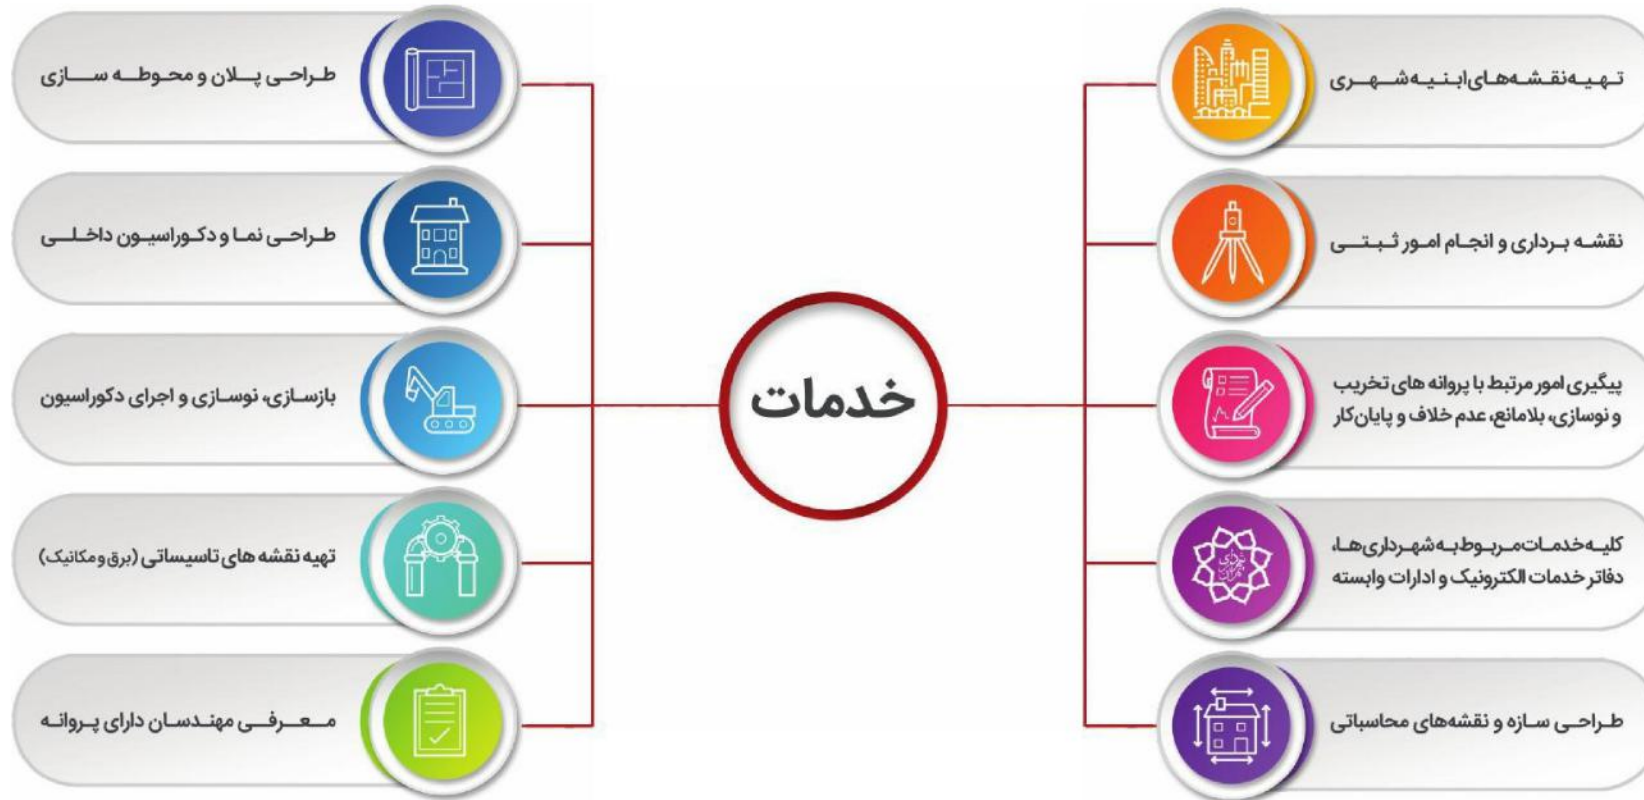 خدمات
تهیه نقشه‌های ابنیه شهری
نقشه برداری و انجام امور ثبتی
پیگیری امور مرتبط با پروانه های تخریب
و نوسازی، بلامانع، عدم خلاف و پایان‌کار
کلیه خدمات مربوط به شهرداری‌ها،
دفاتر خدمات الکترونیک و ادارات وابسته
شهرداری
تهران
طراحی سازه و نقشه‌های محاسباتی
طراحی پلان و محوطه سازی
طراحی نما و دکوراسیون داخلی
بازسازی، نوسازی و اجرای دکوراسیون
تهیه نقشه های تاسیساتی (برق و مکانیک)
معرفی مهندسان دارای پروانه